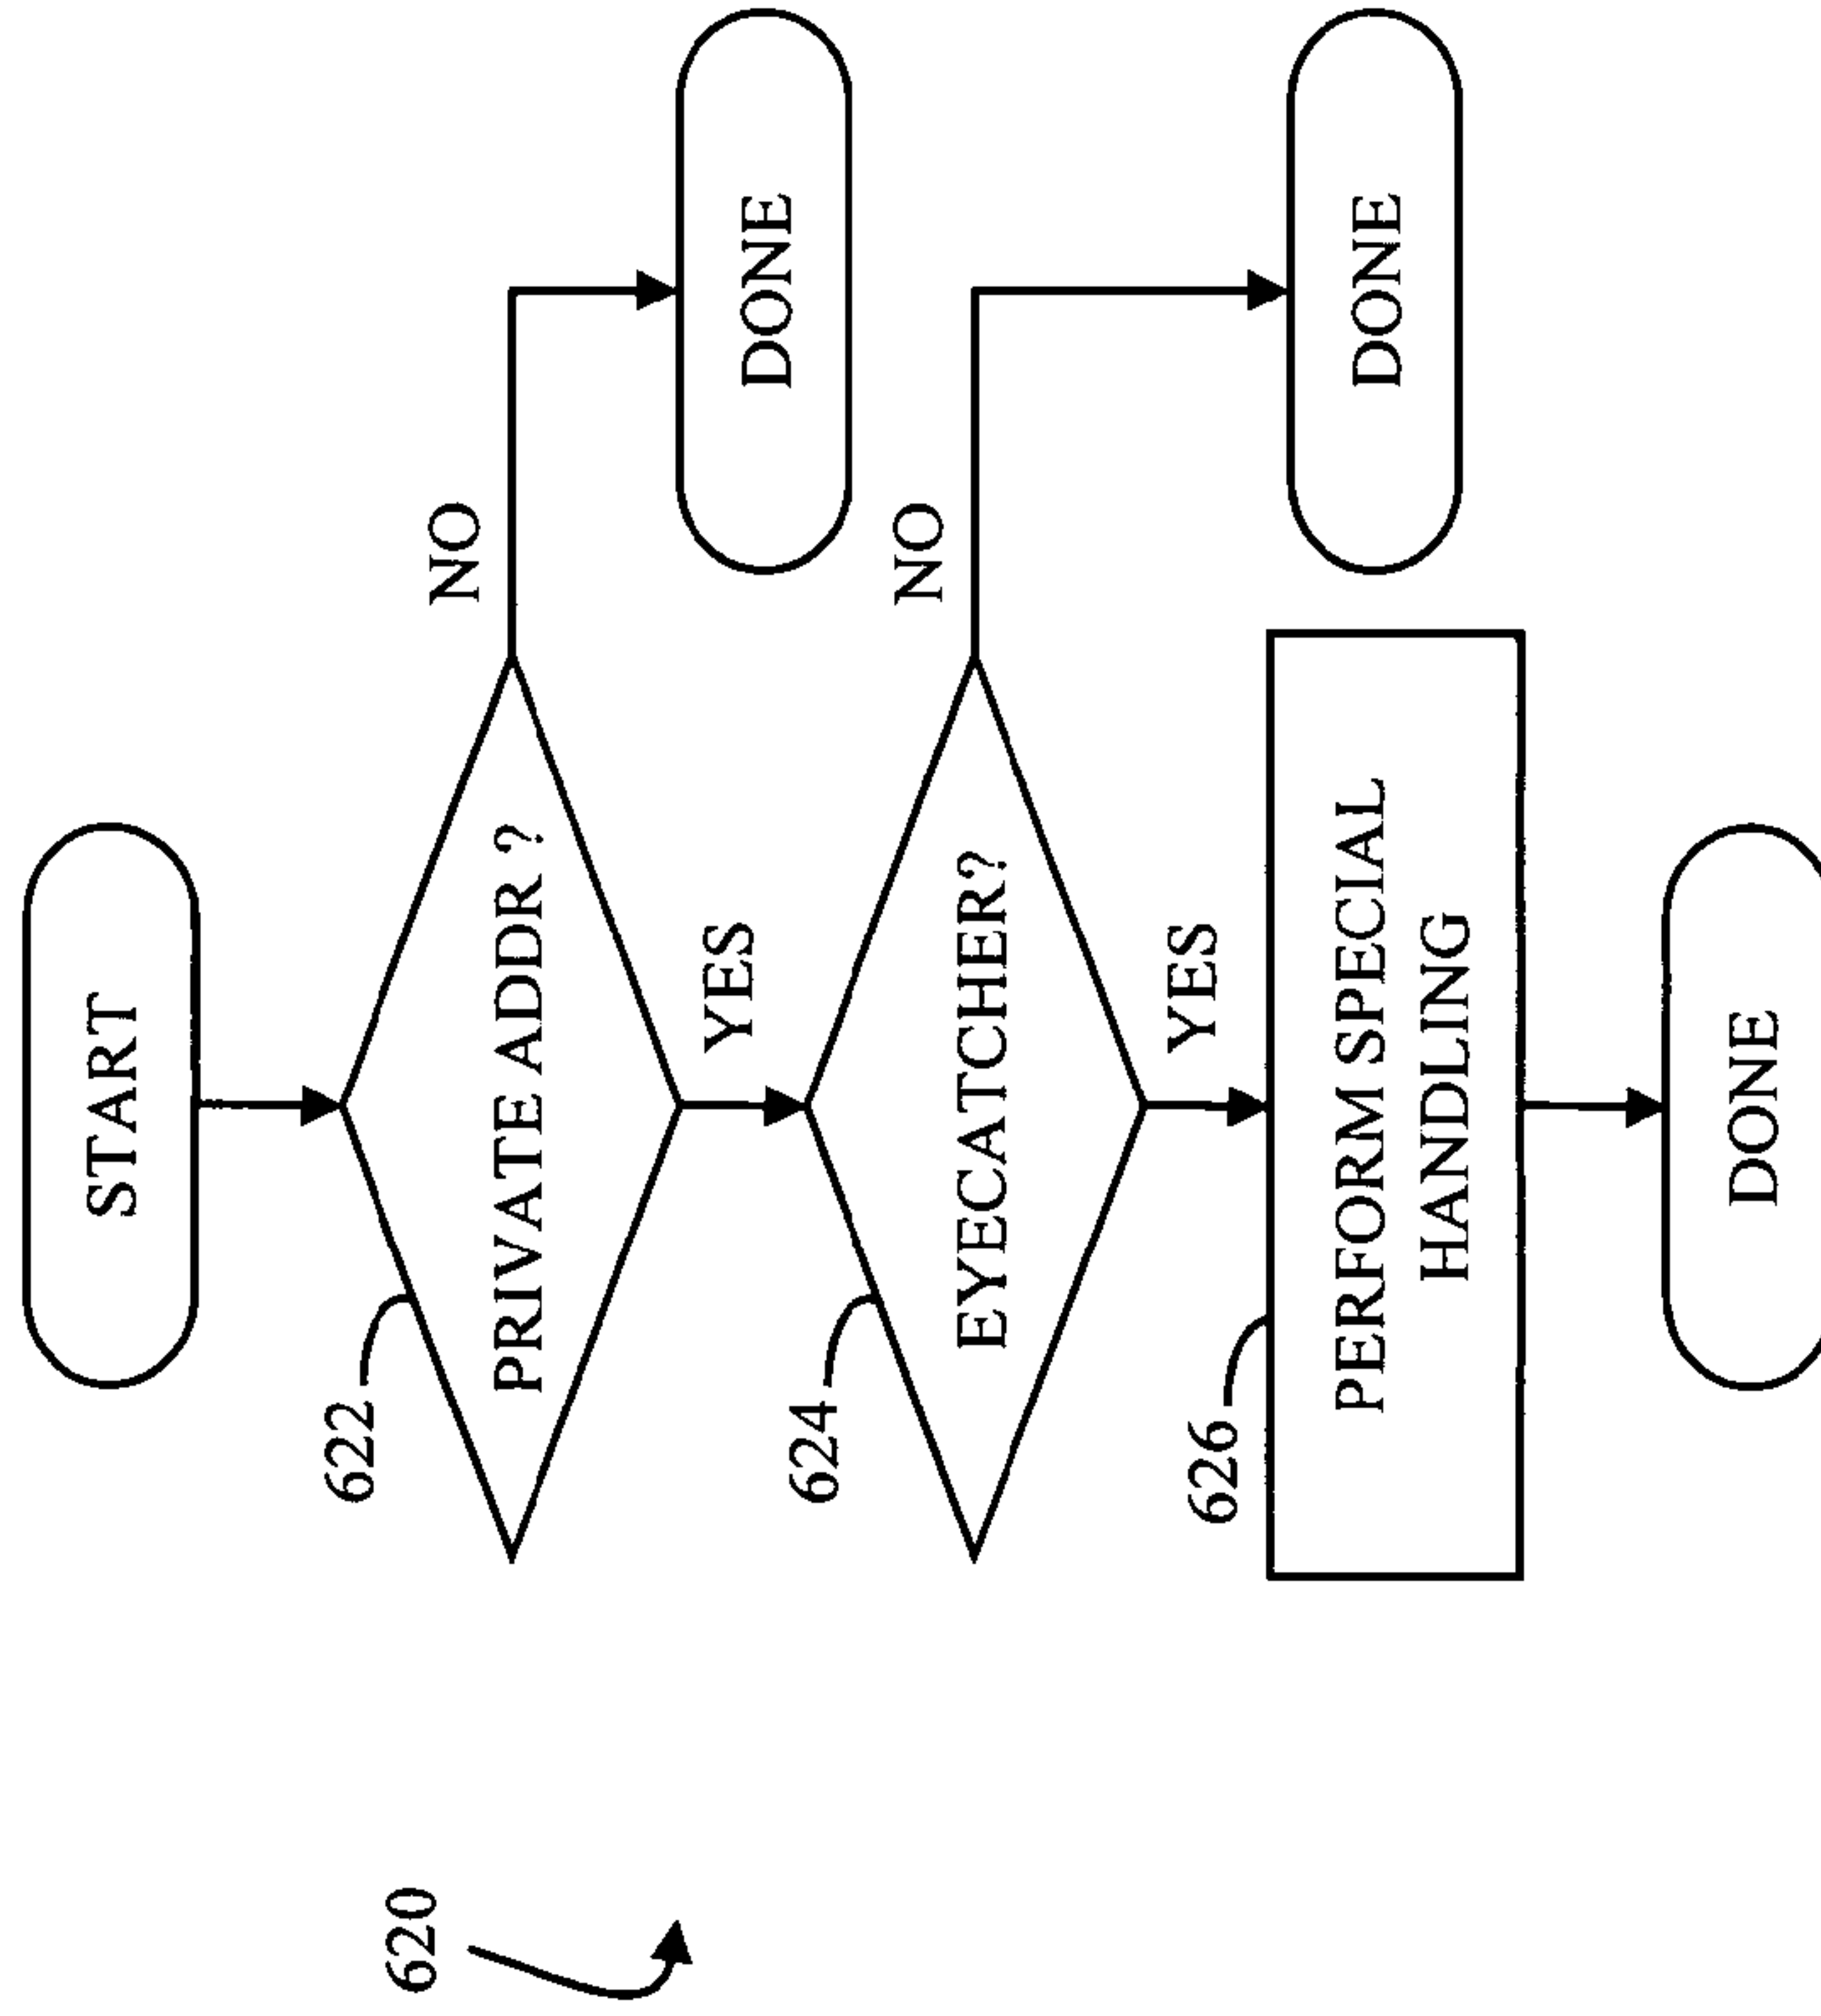 620
START
622
PRIVATE ADDR ?
NO
DONE
YES
624
EYECATCHER?
NO
DONE
YES
626
PERFORM SPECIAL
HANDLING
DONE